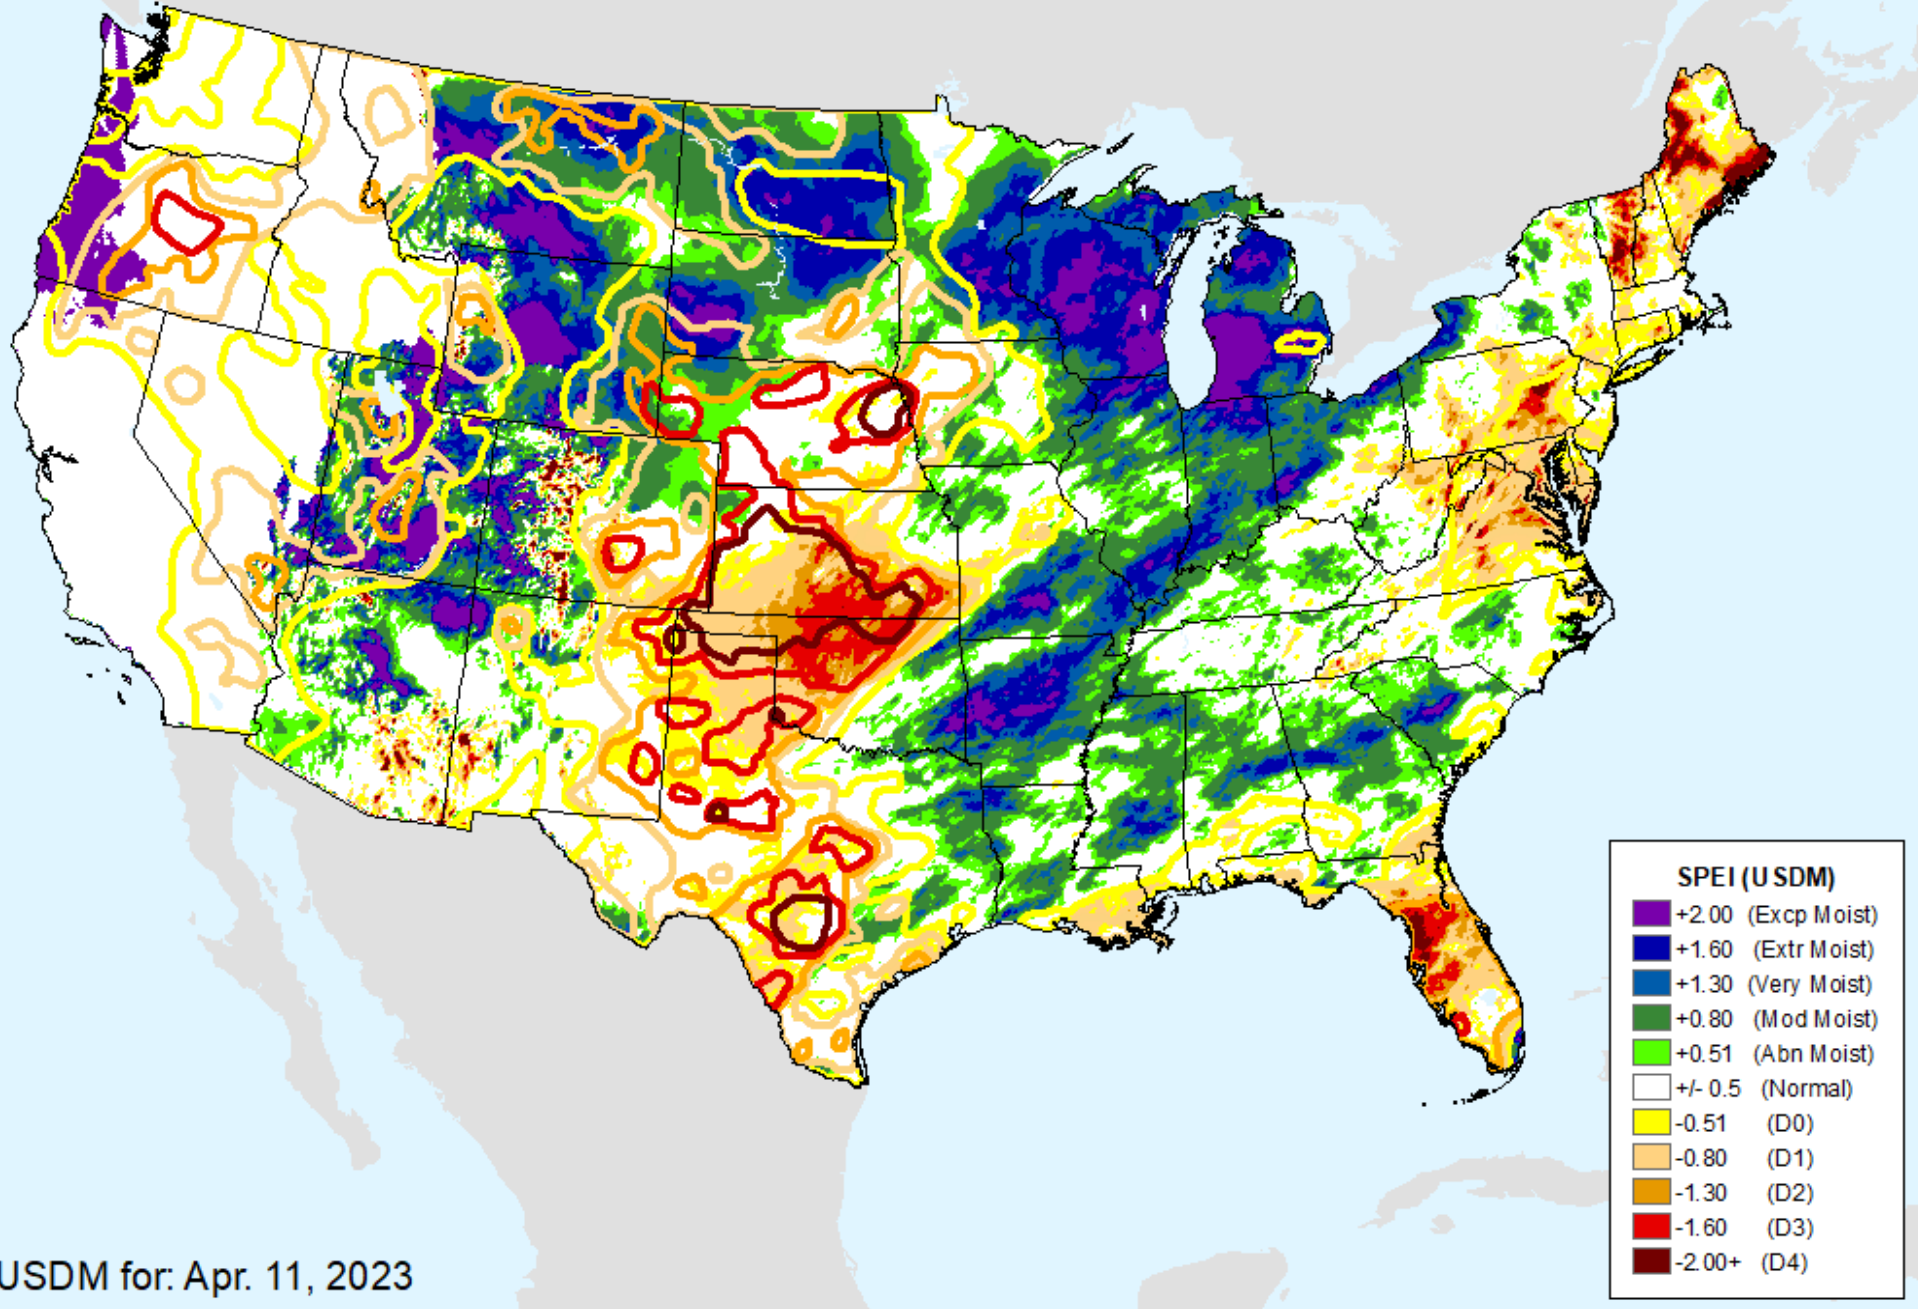 SPEI (USDM)
+2.00 (Excp Moist)
+1.60 (Extr Moist)
+1.30 (Very Moist)
+0.80 (Mod Moist)
+0.51 (Abn Moist)
+/- 0.5 (Normal)
-0.51 (D0)
-0.80 (D1)
-1.30 (D2)
-1.60 (D3)
-2.00+ (D4)
USDM for: Apr. 11, 2023